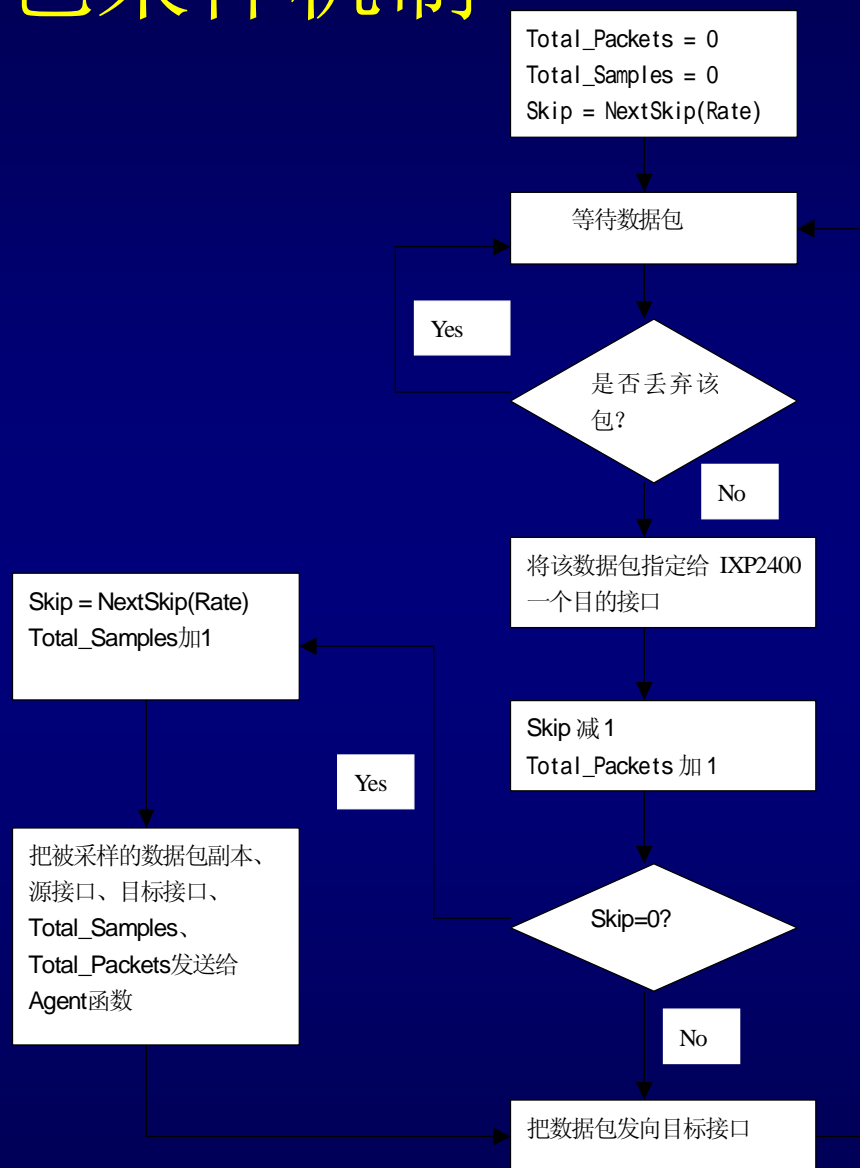 包采样机制
Total_Packets = 0
Total_Samples = 0
Skip = NextSkip(Rate)
等待数据包
Yes
是否丢弃该
包?
No
将该数据包指定给 IXP2400
一个目的接口
Skip = NextSkip(Rate)
Total_Samples加1
Skip 减 1
Total_Packets 加 1
Yes
把被采样的数据包副本、
源接口、目标接口、
Total_Samples、
Total_Packets发送给
Agent函数
Skip=0?
No
把数据包发向目标接口